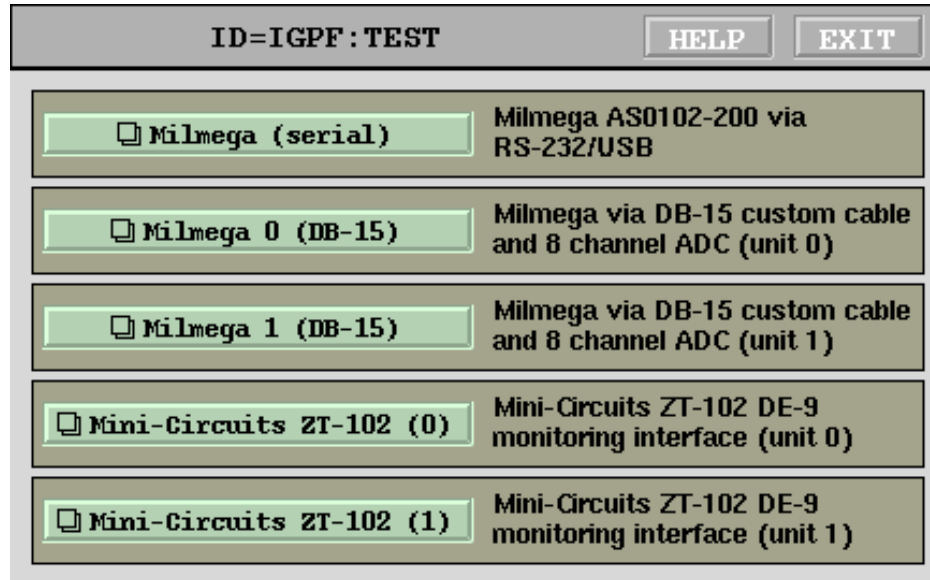 ID=IGPF:TEST
HELP
EXIT
Milmega (serial)
Milmega AS0102-200 via
RS-232/USB
Milmega 0 (DB-15)
Milmega via DB-15 custom cable
and 8 channel ADC (unit 0)
Milmega 1 (DB-15)
Milmega via DB-15 custom cable
and 8 channel ADC (unit 1)
Mini-Circuits ZT-102 (0)
Mini-Circuits ZT-102 DE-9
monitoring interface (unit 0)
Mini-Circuits ZT-102 (1)
Mini-Circuits ZT-102 DE-9
monitoring interface (unit 1)